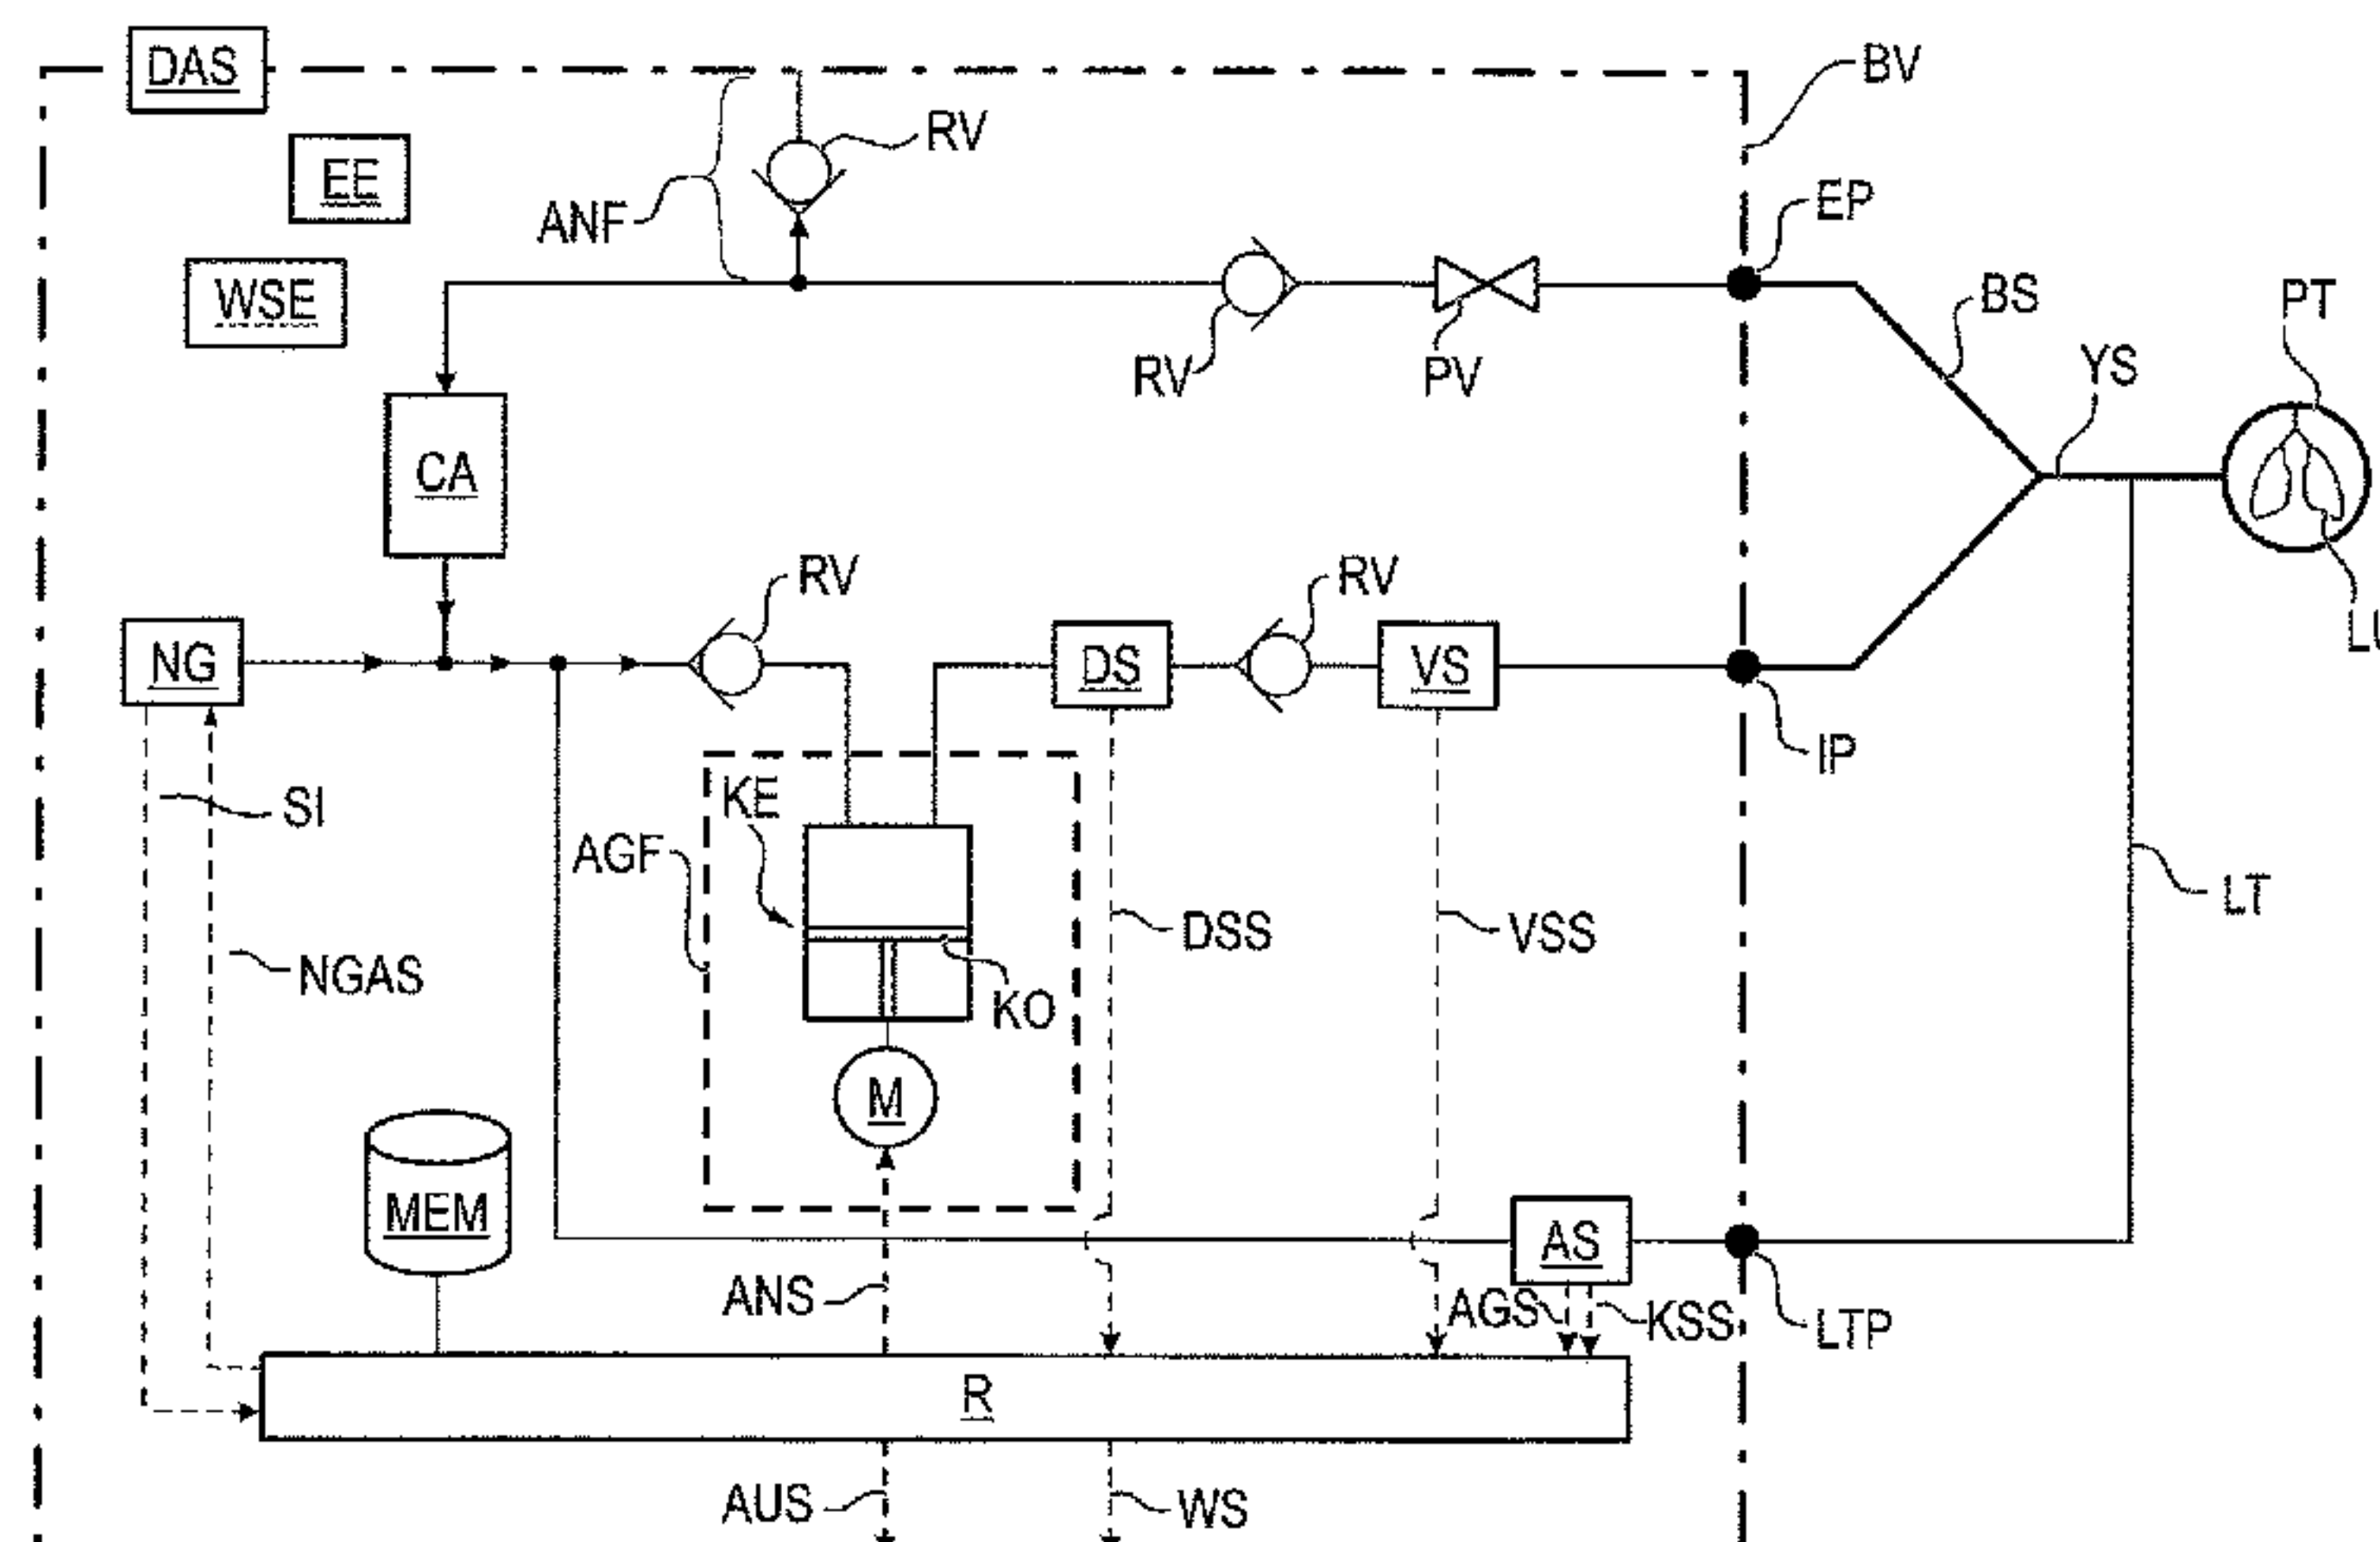 DAS
BV
EE
RV
ANF
EP
WSE
BS
PT
RV
PV
YS
CA
RV
RV
NG
DS
VS
IP
SI
KE
AGF
LT
DSS
VSS
NGAS
KO
M
MEM
AS
ANS
AGS
KSS
LTP
R
AUS
WS